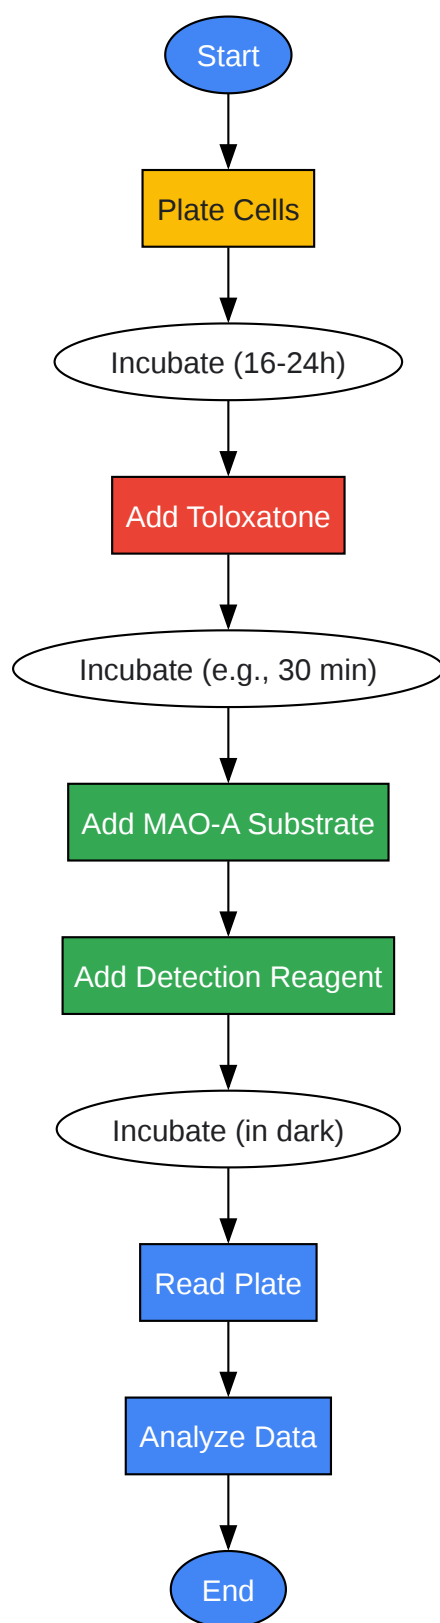 Start
Plate Cells
Incubate (16-24h)
Add Toloxatone
Incubate (e.g., 30 min)
Add MAO-A Substrate
Add Detection Reagent
Incubate (in dark)
Read Plate
Analyze Data
End